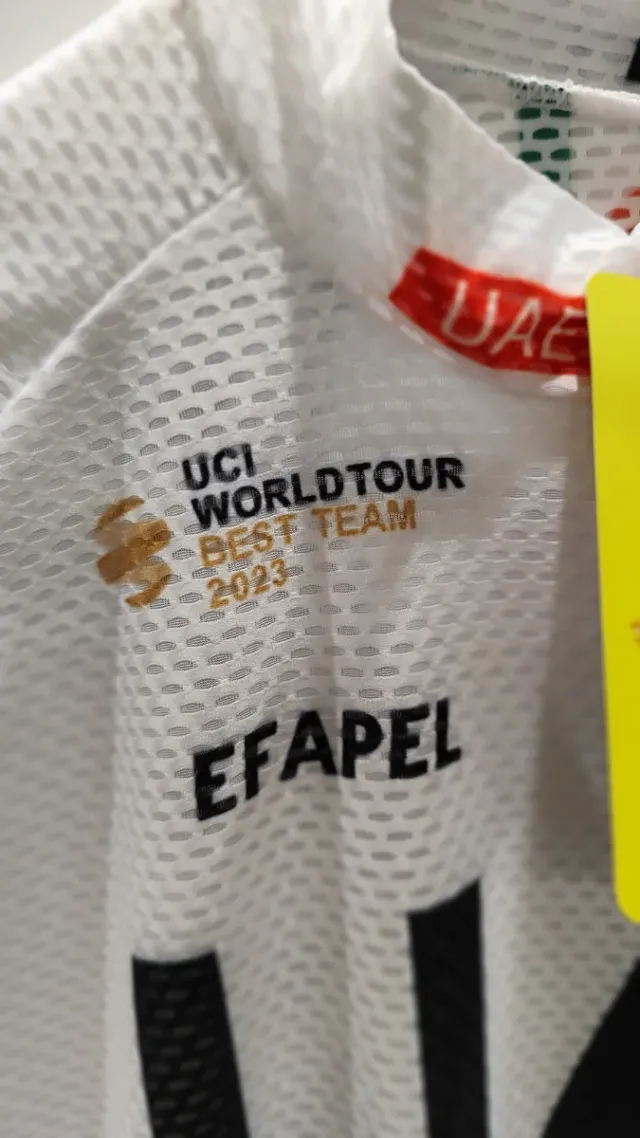 UAE
UCI
WORLDTOUR
BEST TEAM
2023
EFAPEL